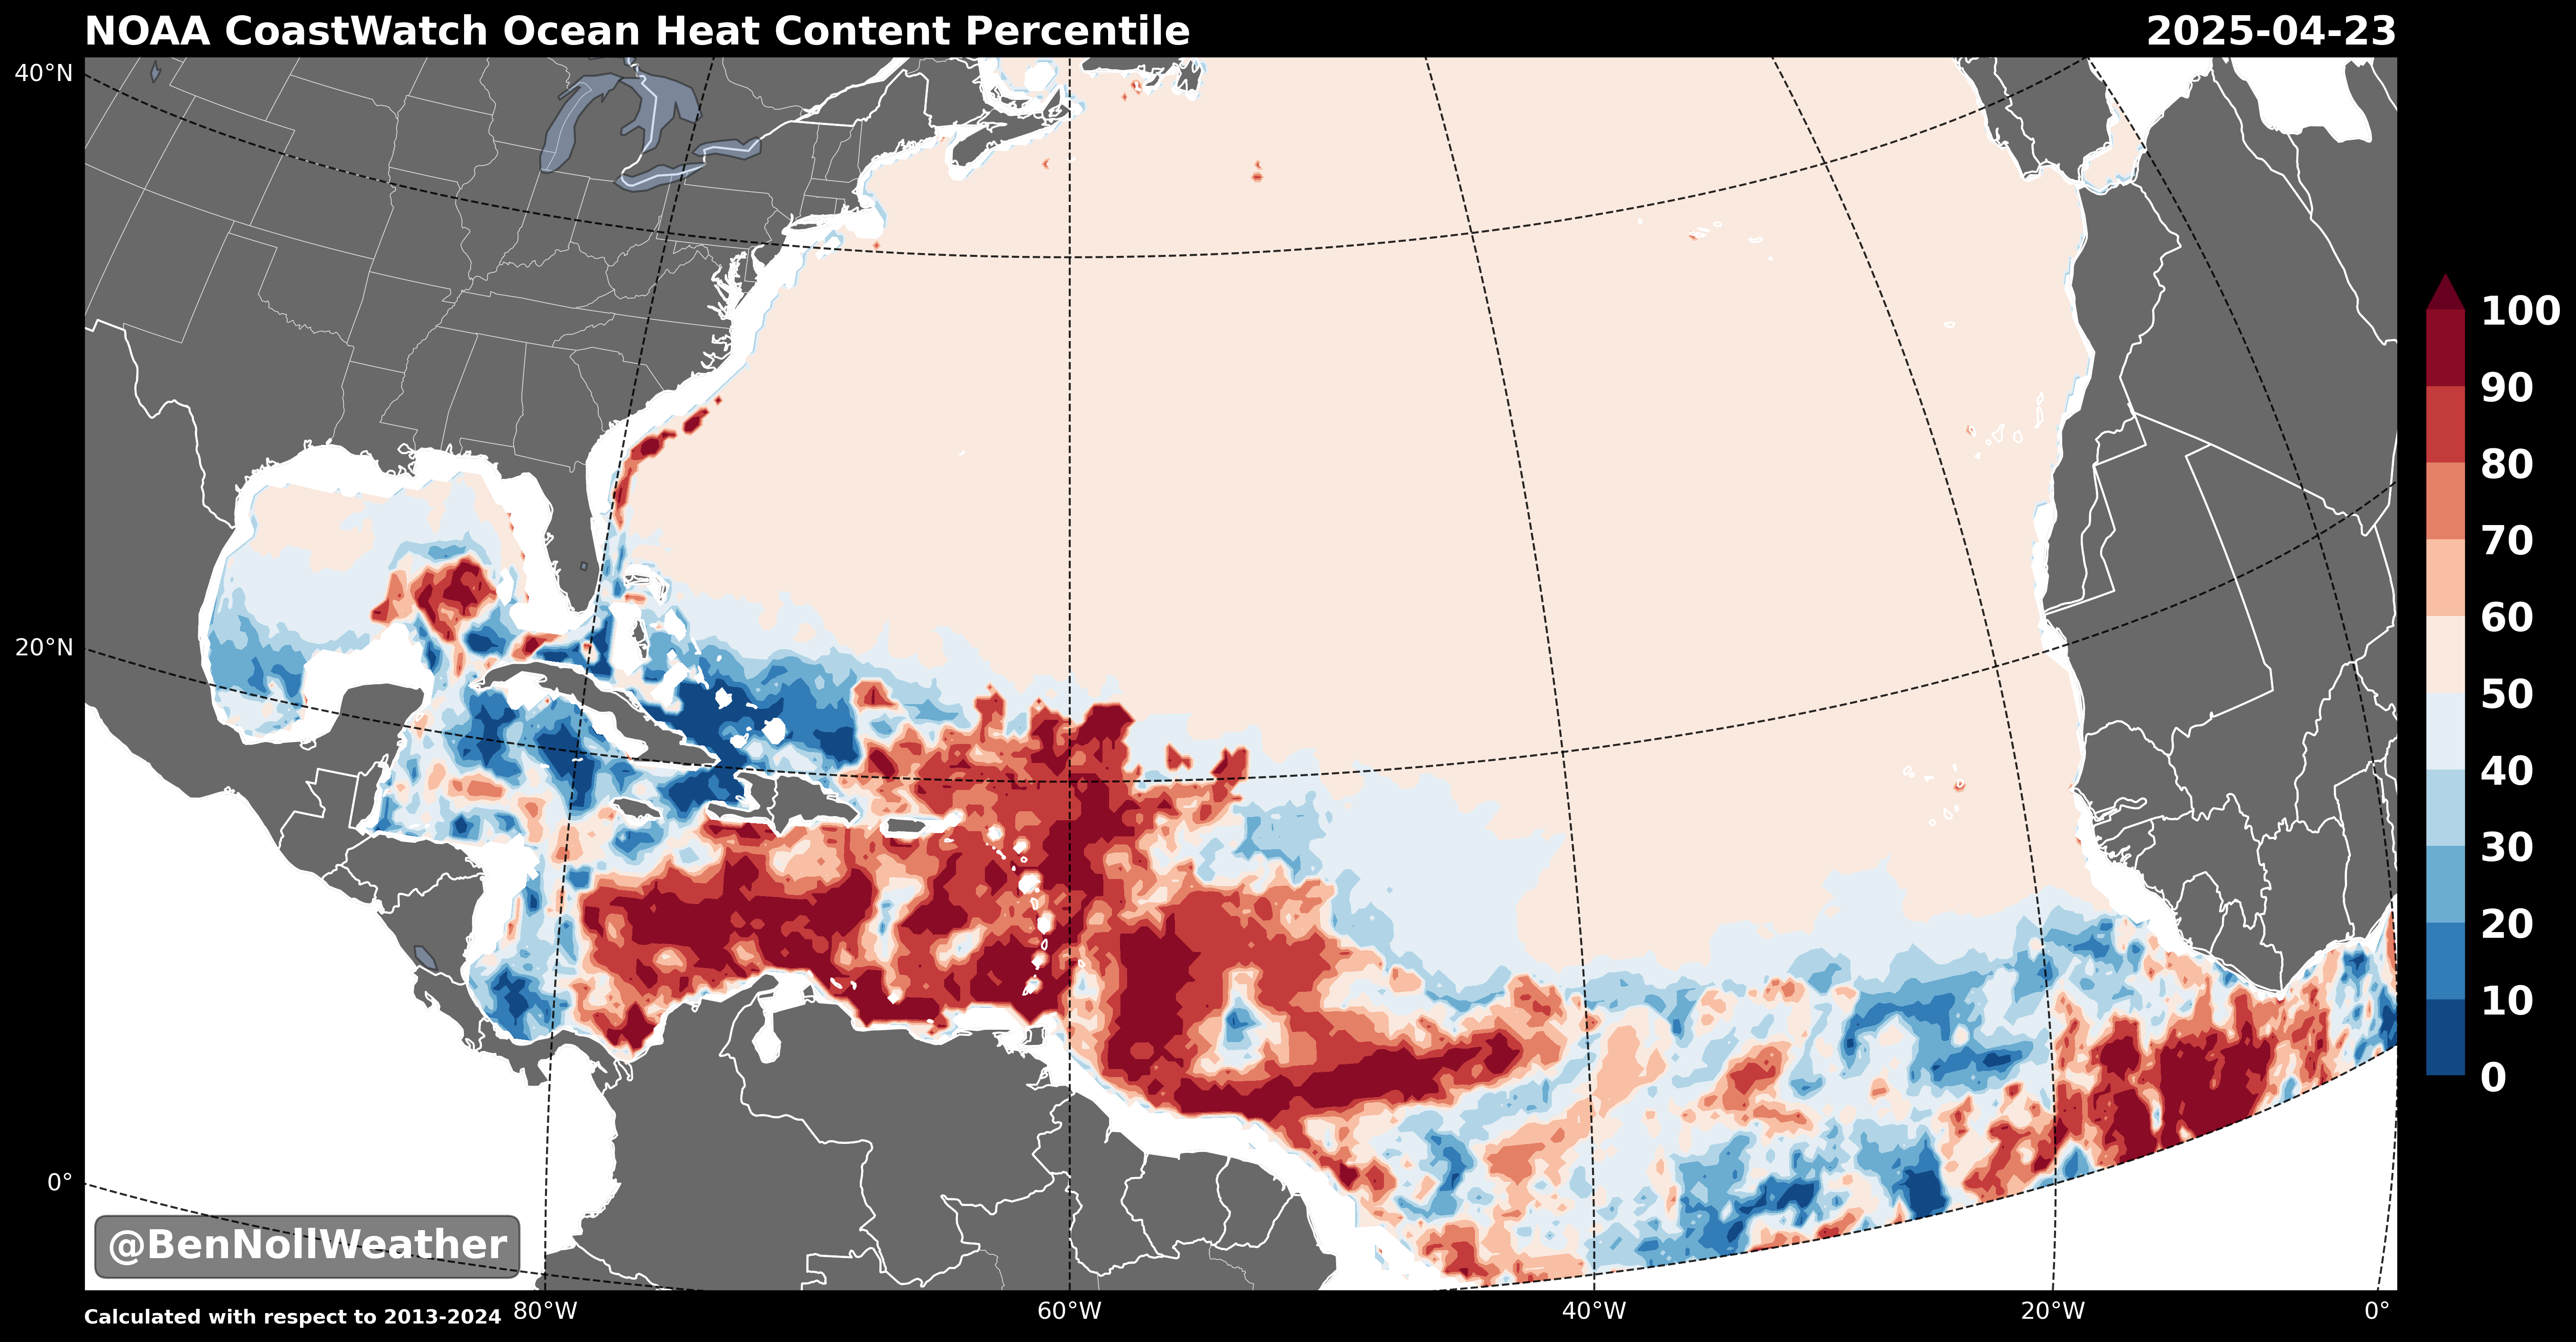 NOAA CoastWatch Ocean Heat Content Percentile
2025-04-23
40°N
20°N
0°
100
90
80
70
60
50
40
30
20
10
0
@BenNollWeather
Calculated with respect to 2013-2024
80°W
60°W
40°W
20°W
0°